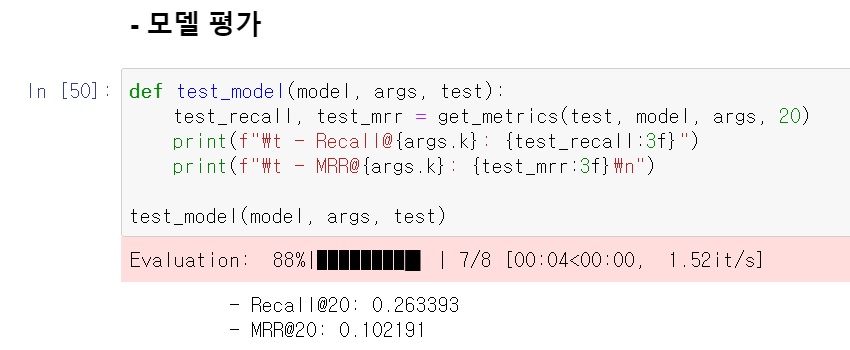 - 모델 평가
In [50]: def test_model(model, args, test):
test_recall, test_mrr = get_metrics(test, model, args, 20)
print(f"₩t - Recall@{args.k}: {test_recall:3f}")
print(f"₩t - MRR@{args.k}: {test_mrr:3f}₩n")
test_model(model, args, test)
Evaluation: 88%|█████████ | 7/8 [00:04<00:00, 1.52it/s]
- Recall@20: 0.263393
- MRR@20: 0.102191